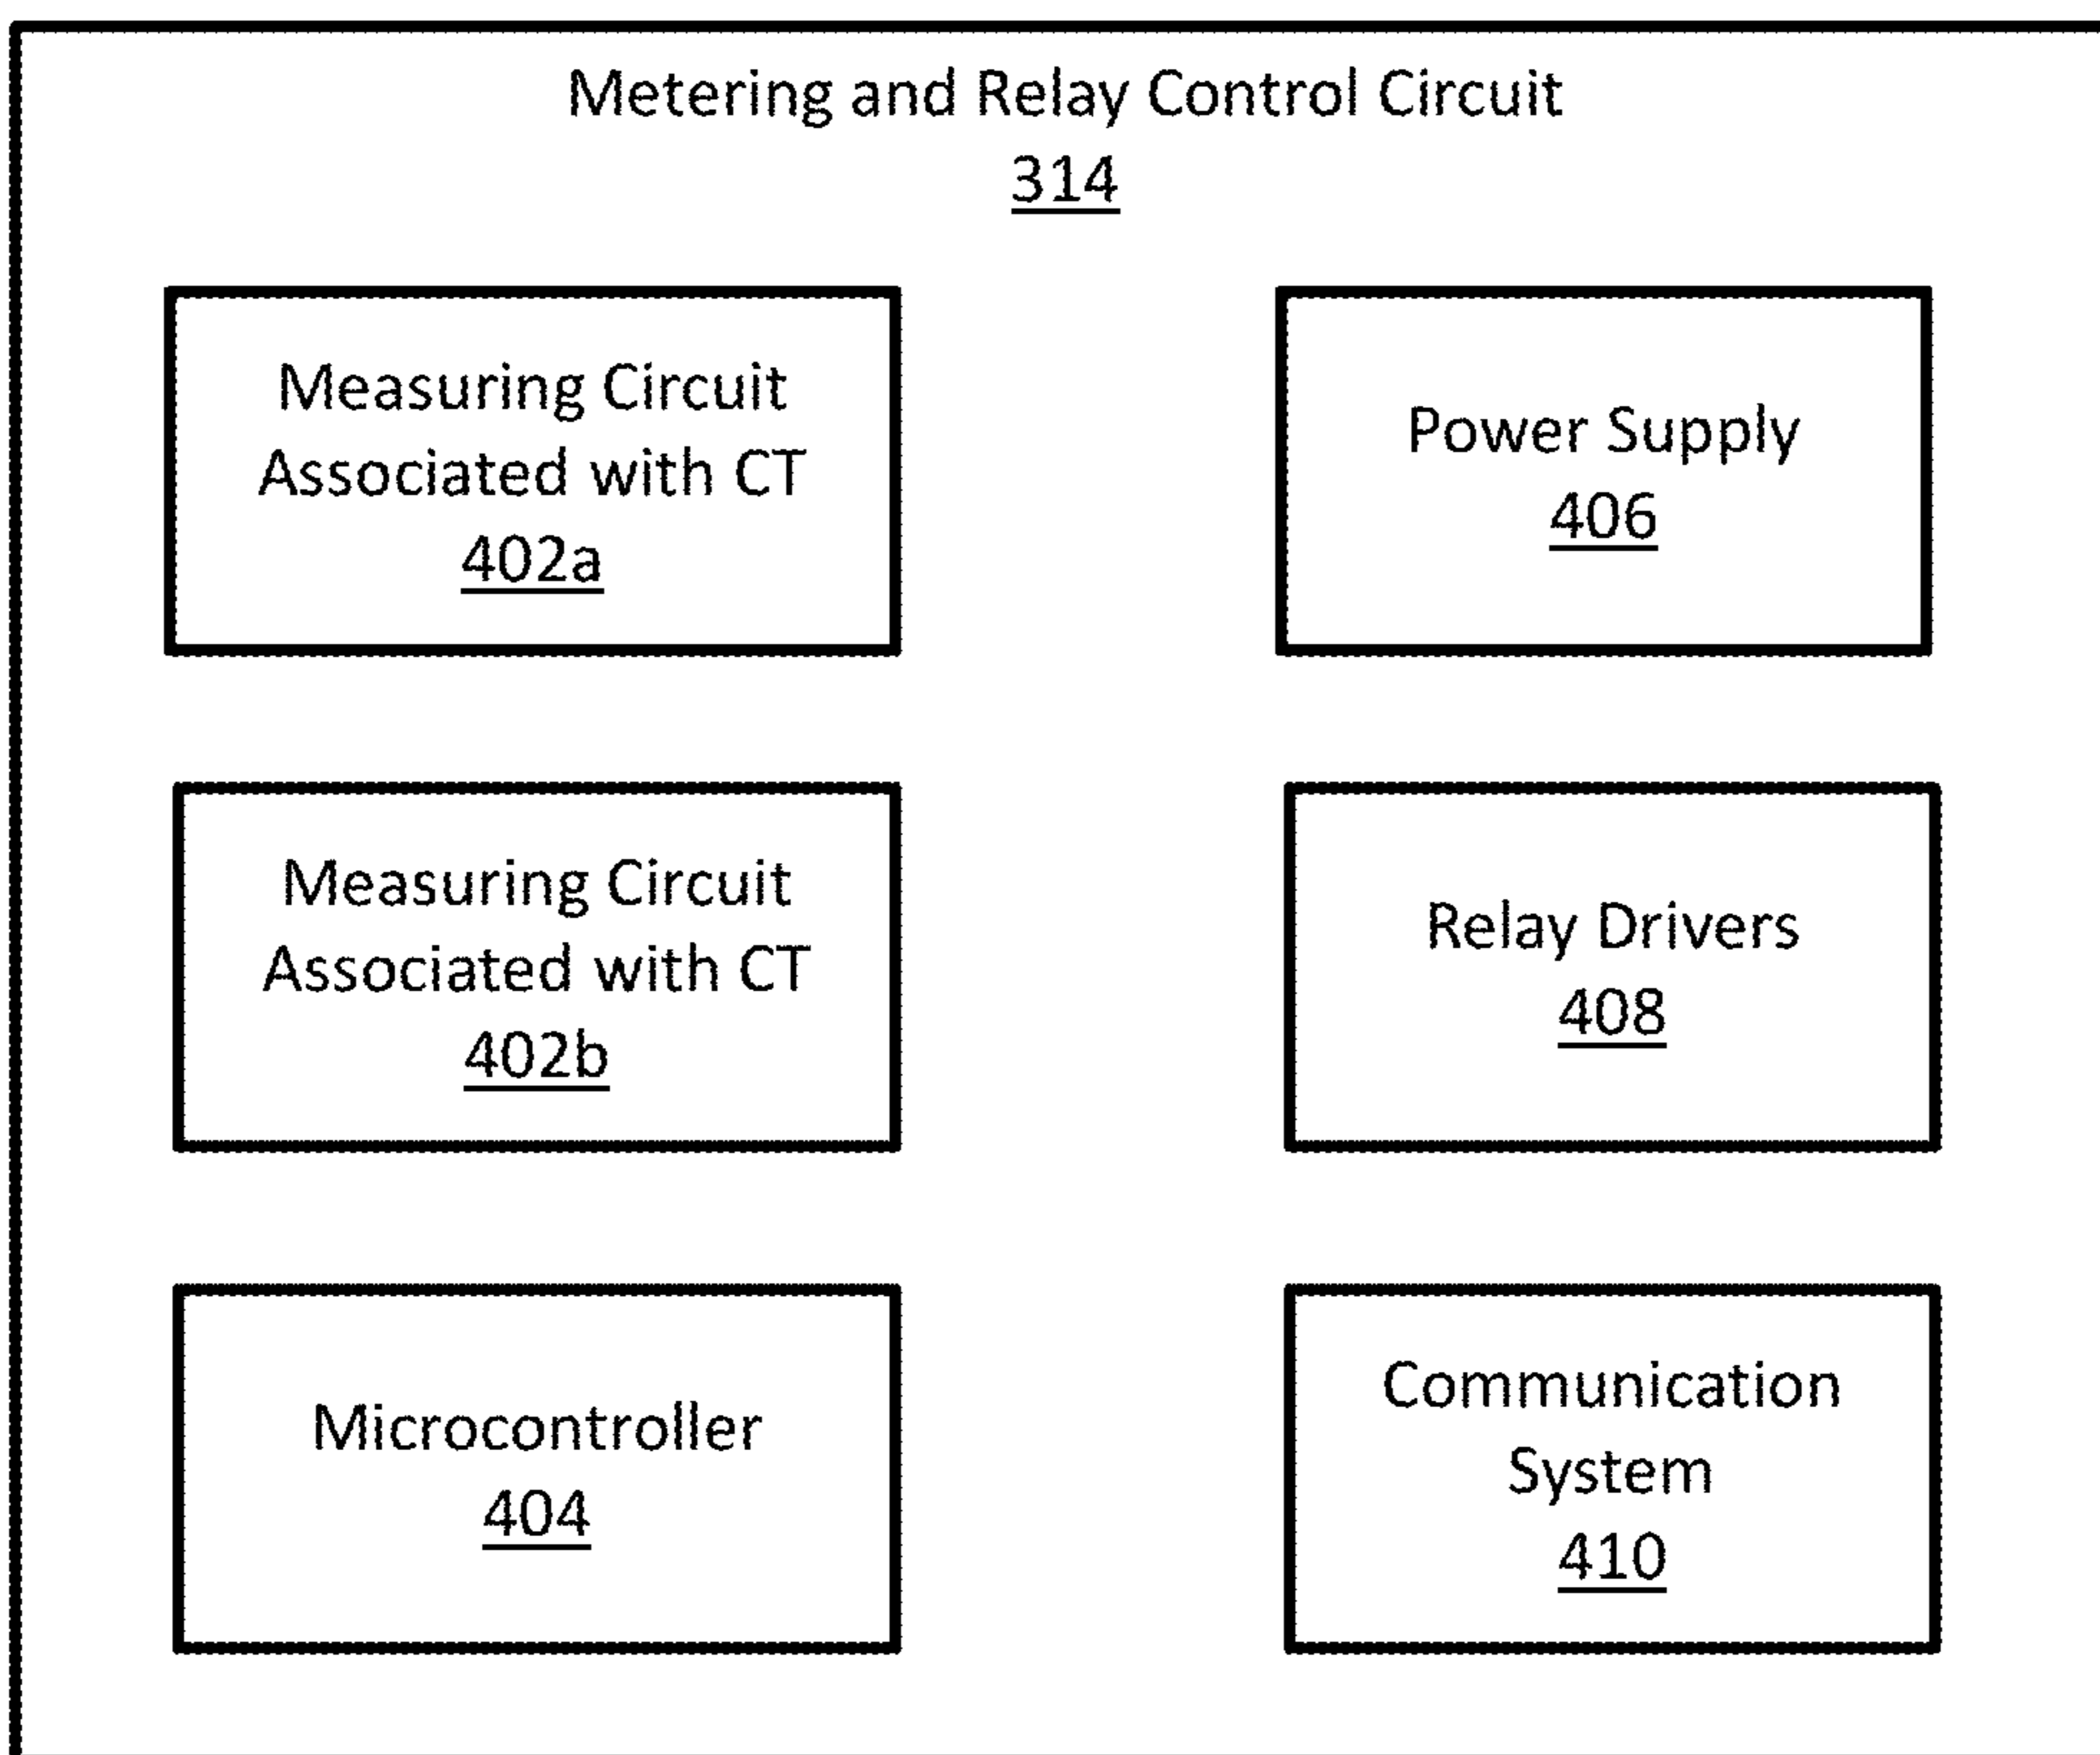 Metering and Relay Control Circuit
314
Measuring Circuit
Associated with CT
402a
Power Supply
406
Measuring Circuit
Associated with CT
402b
Relay Drivers
408
Microcontroller
404
Communication
System
410